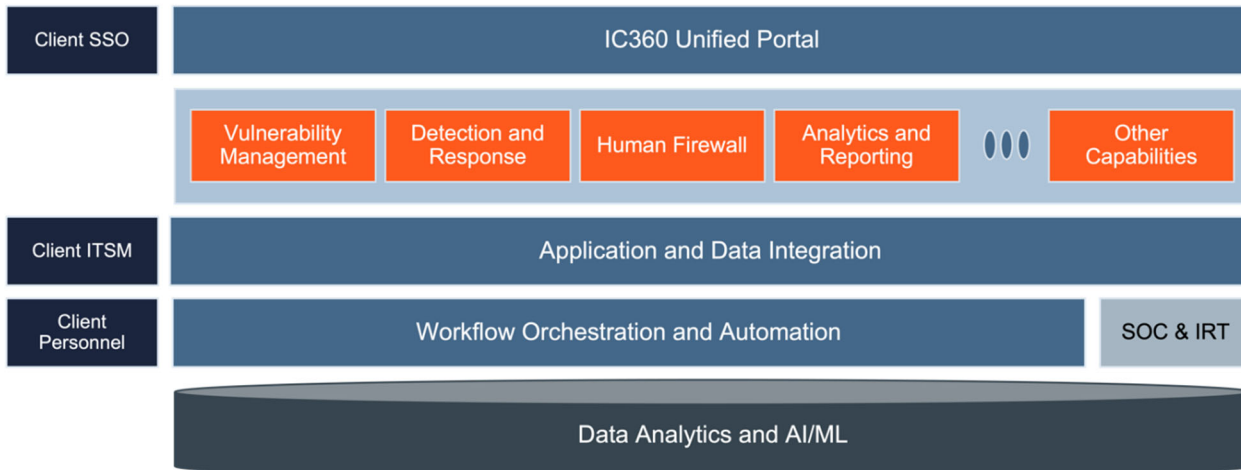 Client SSO
IC360 Unified Portal
Vulnerability
Management
Detection and
Response
Human Firewall
Analytics and
Reporting
Other
Capabilities
Client ITSM
Application and Data Integration
Client
Personnel
Workflow Orchestration and Automation
SOC & IRT
Data Analytics and AI/ML